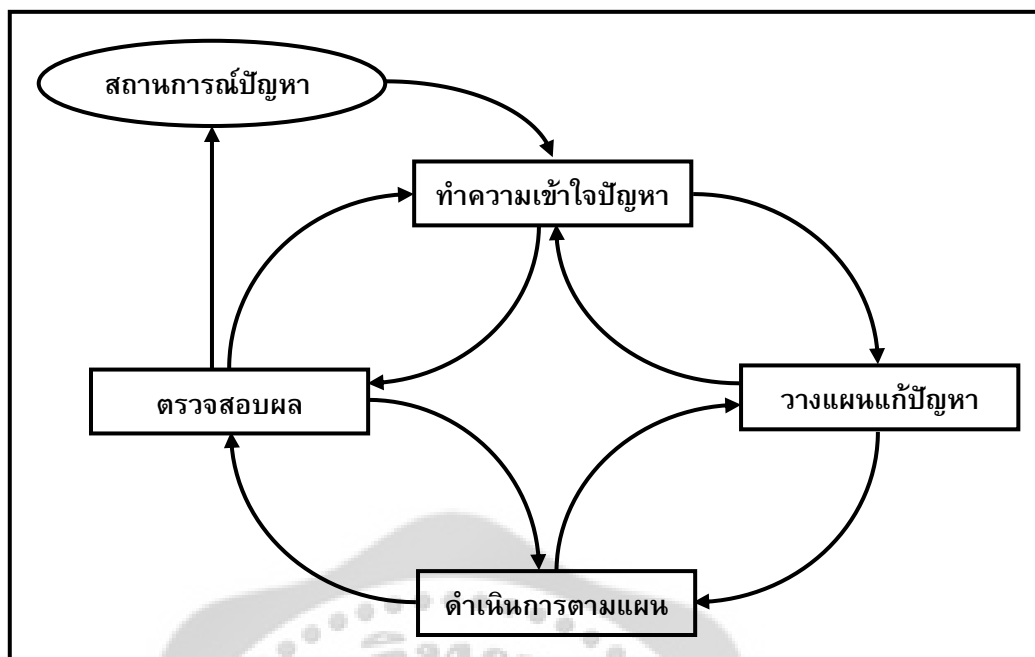 สถานการณ์ปัญหา
ทำความเข้าใจปัญหา
ตรวจสอบผล
วางแผนแก้ปัญหา
ดำเนินการตามแผน